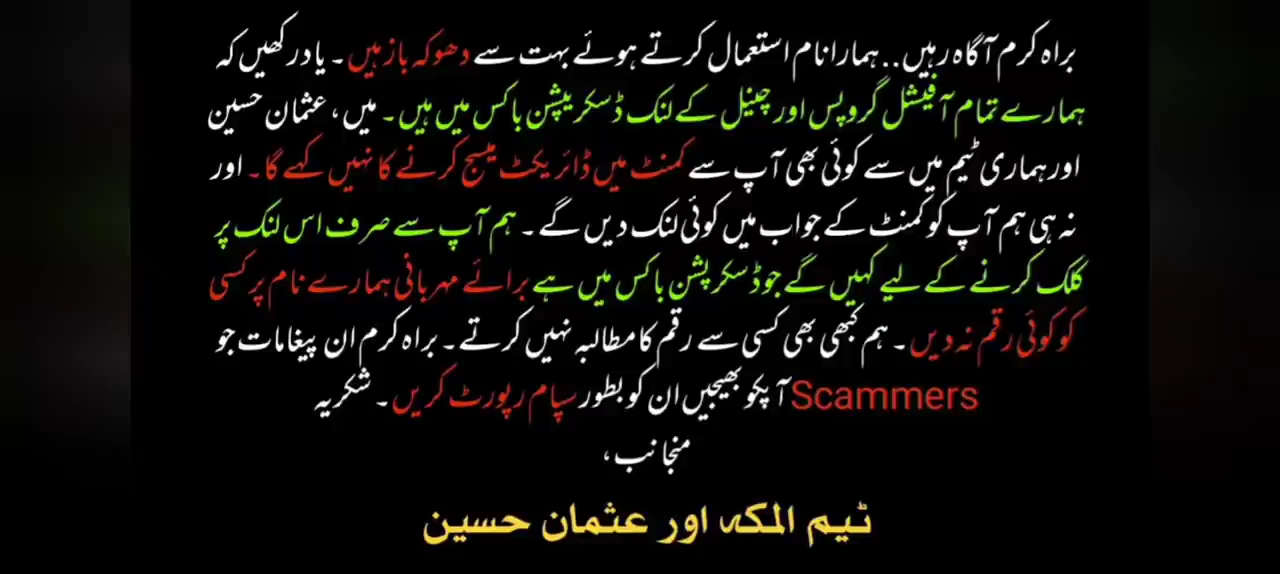 براہ کرم آگاہ رہیں.. ہمارا نام استعمال کرتے ہوئے بہت سے دھوکہ باز ہیں۔ یاد رکھیں کہ
ہمارے تمام آفیشل گروپس اور چینل کے لنک ڈسکرپیشن باکس میں ہیں۔ میں، عثمان حسین
اور ہماری ٹیم میں سے کوئی بھی آپ سے کمنٹ میں ڈائریکٹ میسج کرنے کا نہیں کہے گا۔ اور
نہ ہی ہم آپ کو کمنٹ کے جواب میں کوئی لنک دیں گے۔ ہم آپ سے صرف اس لنک پر
کلک کرنے کے لیے کہیں گے جو ڈسکرپشن باکس میں ہے برائے مہربانی ہمارے نام پر کسی
کو کوئی رقم نہ دیں۔ ہم کبھی بھی کسی سے رقم کا مطالبہ نہیں کرتے۔ براہ کرم ان پیغامات جو
Scammers آپکو بھیجیں ان کو بطور سپام رپورٹ کریں۔ شکریہ
منجانب،
ٹیم المکہ اور عثمان حسین